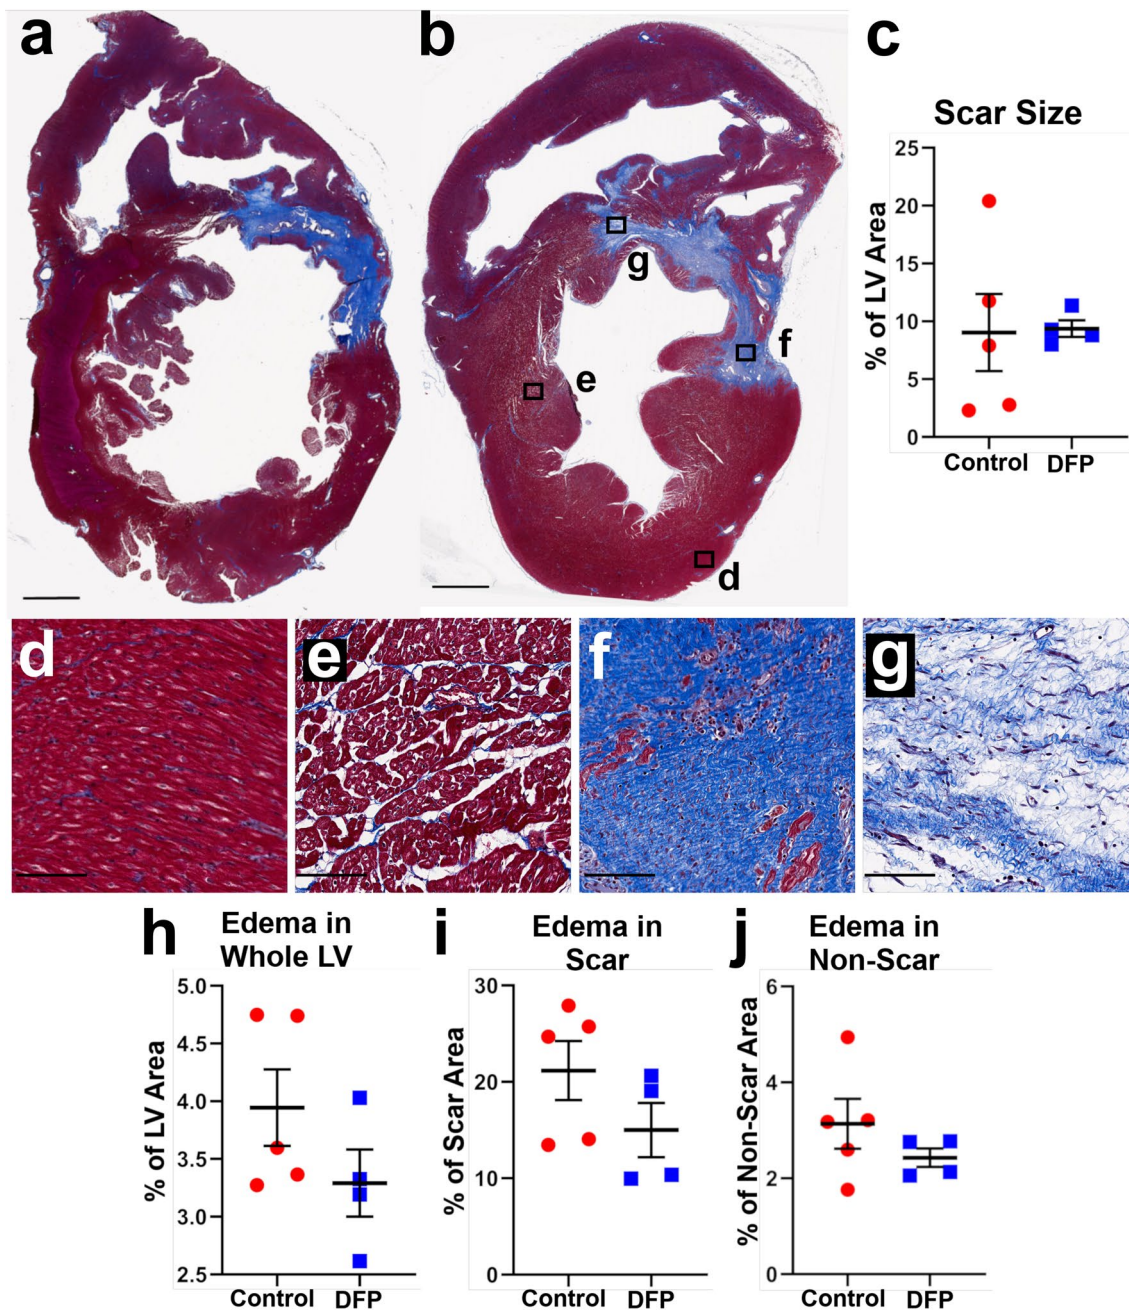 a
b
c
Scar Size
% of LV Area
25
20
15
10
5
0
Control
DFP
g
f
e
d
d
e
f
g
h
Edema in
Whole LV
% of LV Area
5.0
4.5
4.0
3.5
3.0
2.5
Control
DFP
i
Edema in
Scar
% of Scar Area
30
20
10
0
Control
DFP
j
Edema in
Non-Scar
% of Non-Scar Area
6
4
2
0
Control
DFP